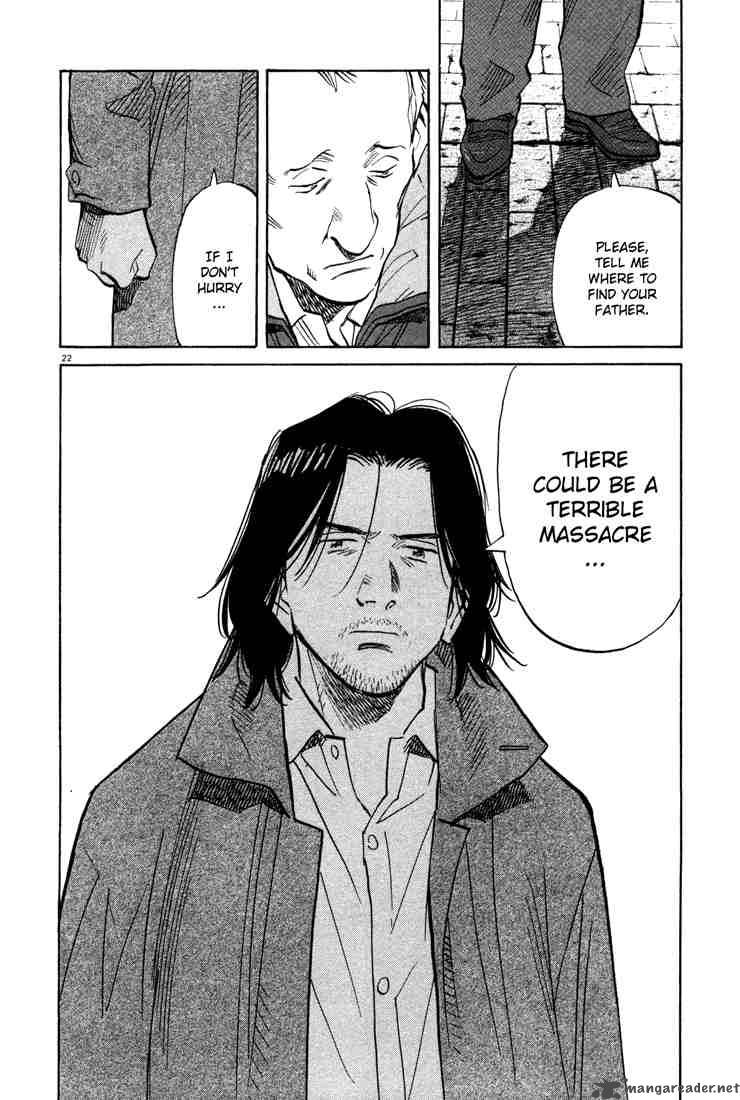 PLEASE,
TELL ME
WHERE TO
FIND YOUR
FATHER.
IF I
DON'T
HURRY
...
22
THERE
COULD BE A
TERRIBLE
MASSACRE
...
mangareader.net